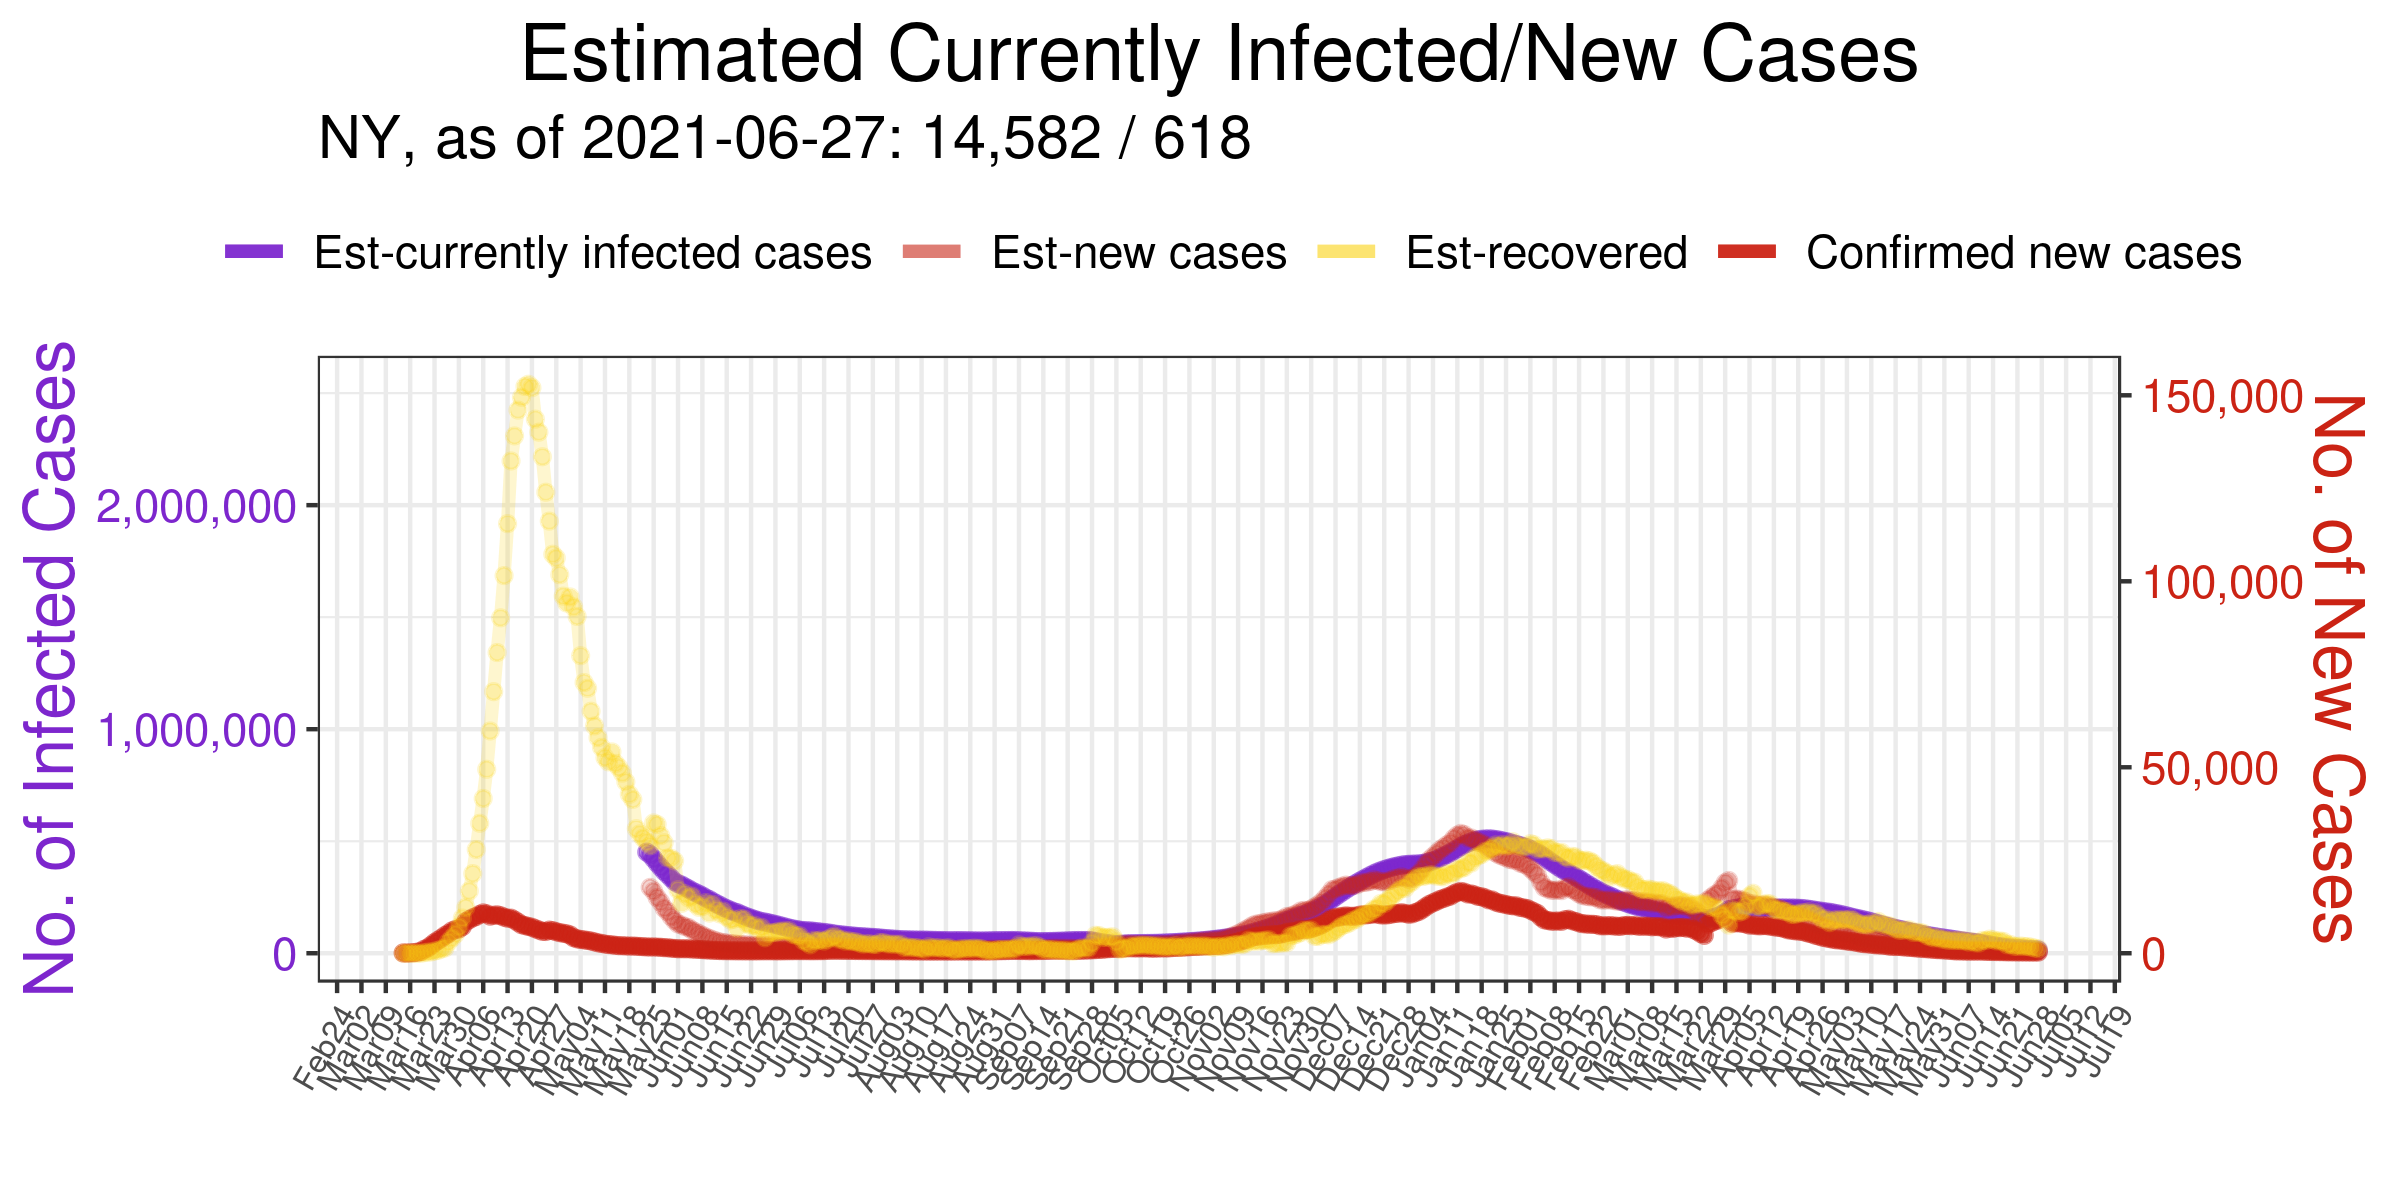 Estimated Currently Infected/New Cases
NY, as of 2021-06-27: 14,582 / 618
Est-currently infected cases
Est-new cases
Est-recovered
Confirmed new cases
No. of Infected Cases
2,000,000
1,000,000
0
150,000
100,000
50,000
0
No. of New Cases
Feb24
Mar02
Mar09
Mar16
Mar23
Mar30
Apr06
Apr13
Apr20
Apr27
May04
May11
May18
May25
Jun01
Jun08
Jun15
Jun22
Jun29
Jul06
Jul13
Jul20
Jul27
Aug03
Aug10
Aug17
Aug24
Aug31
Sep07
Sep14
Sep21
Sep28
Oct05
Oct12
Oct19
Oct26
Nov02
Nov09
Nov16
Nov23
Nov30
Dec07
Dec14
Dec21
Dec28
Jan04
Jan11
Jan18
Jan25
Feb01
Feb08
Feb15
Feb22
Mar01
Mar08
Mar15
Mar22
Mar29
Apr05
Apr12
Apr19
Apr26
May03
May10
May17
May24
May31
Jun07
Jun14
Jun21
Jun28
Jul05
Jul12
Jul19